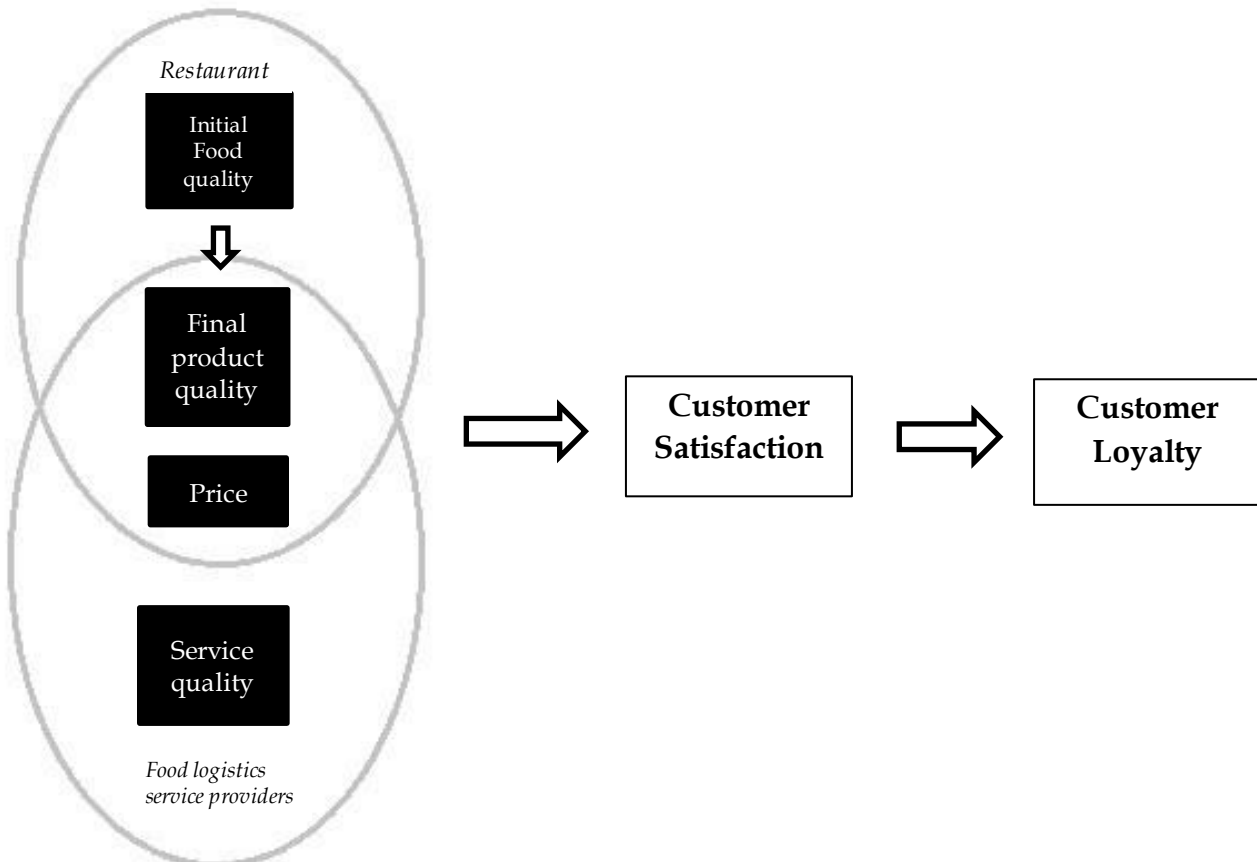 Restaurant
Initial
Food
quality
Final
product
quality
Price
Service
quality
Food logistics
service providers
Customer
Satisfaction
Customer
Loyalty